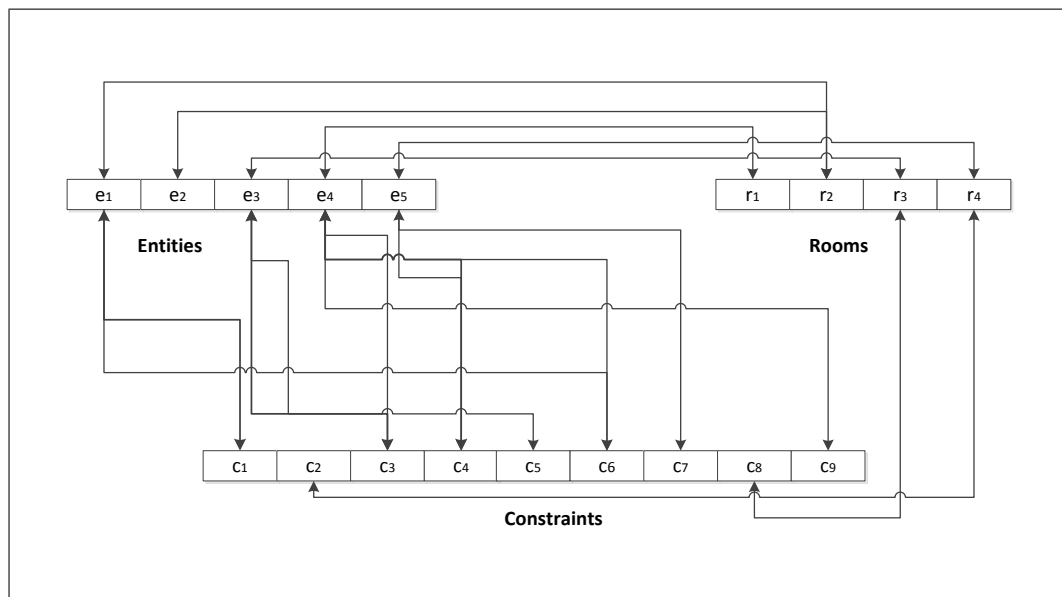 e1 e2 e3 e4 e5 r1 r2 r3 r4
Entities Rooms
c1 c2 c3 c4 c5 c6 c7 c8 c9
Constraints